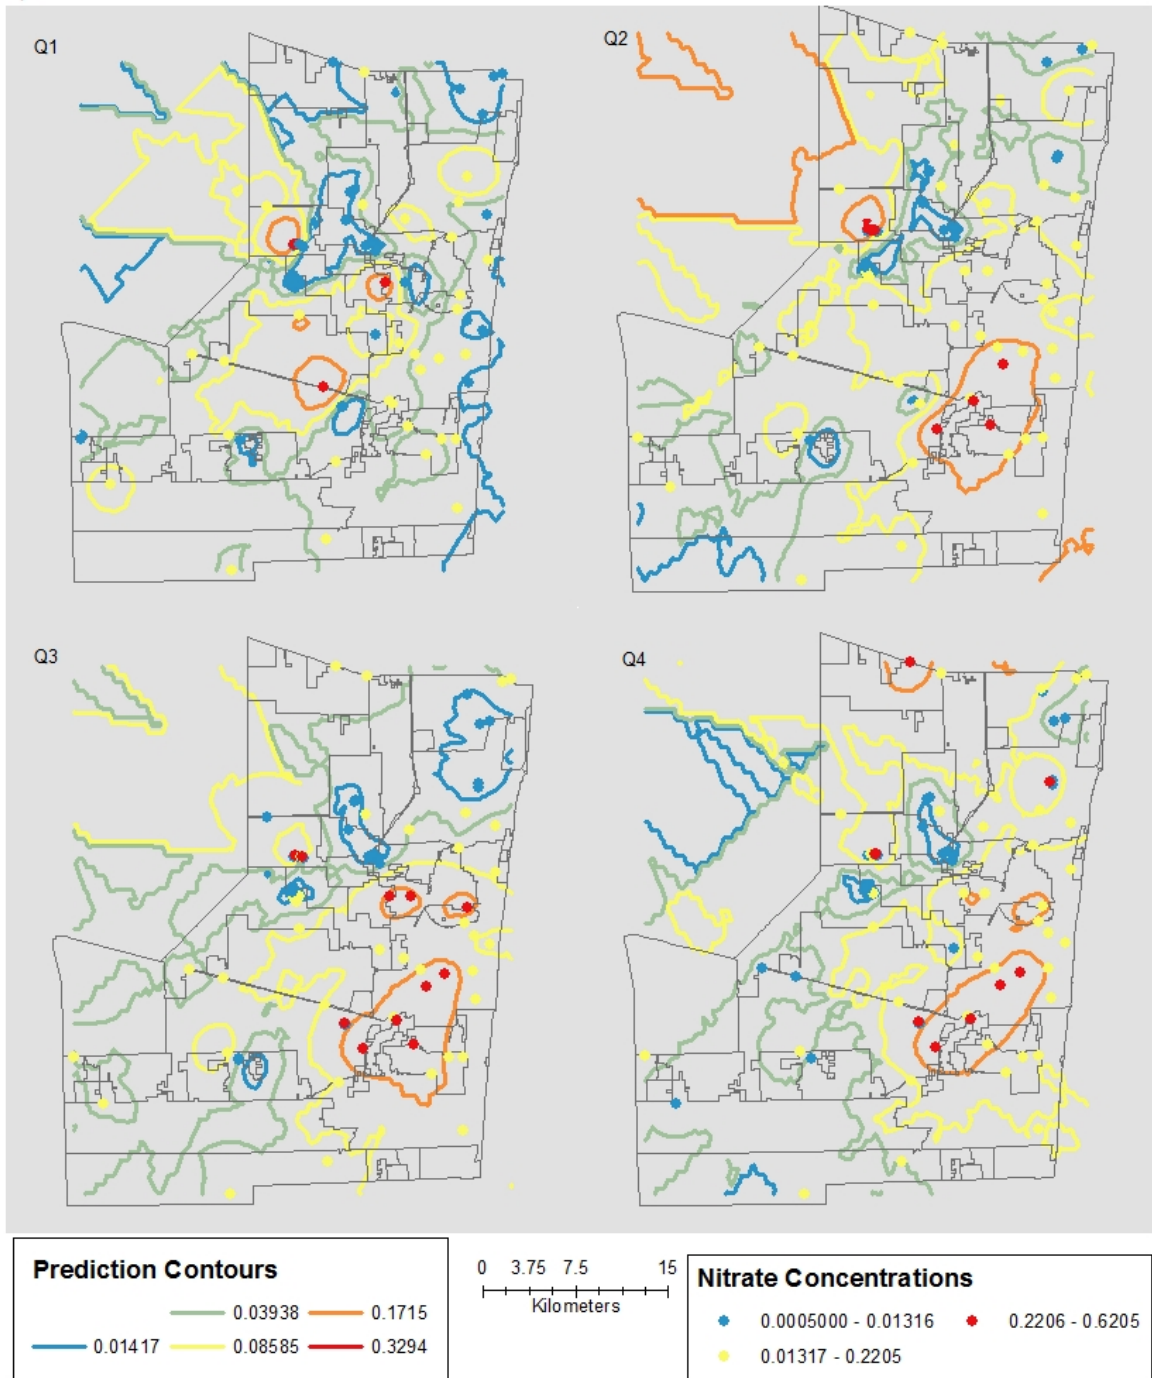 Q1
Q2
Q3
Q4
Prediction Contours
0.03938 0.1715
0.01417 0.08585 0.3294
0 3.75 7.5 15
Kilometers
Nitrate Concentrations
0.0005000 - 0.01316 0.2206 - 0.6205
0.01317 - 0.2205